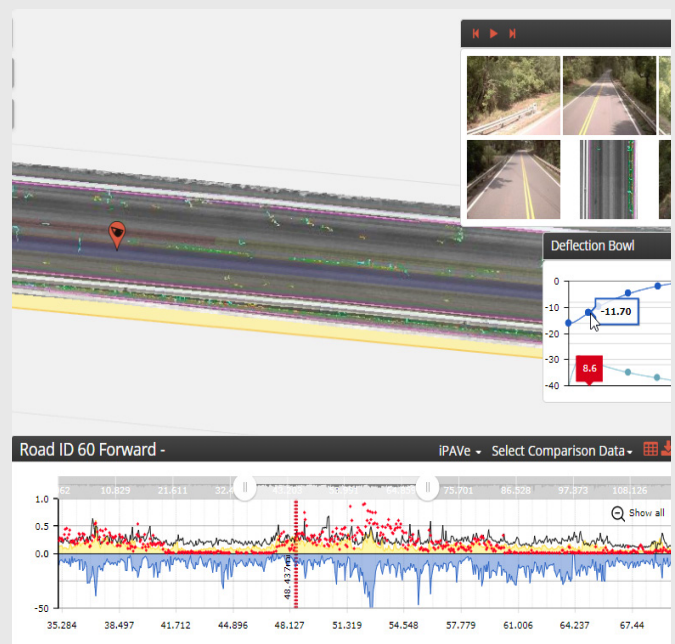 Deflection Bowl
0
-10
-11.70
-20
-30
8.6
-40
Road ID 60 Forward -
iPAVe
Select Comparison Data
62 10.829 21.611 75.701 86.528 97.373 108.126
1.0
Show all
0.5
0.0
48.437mi
-50
35.284 38.497 41.712 44.896 48.127 51.319 54.548 57.779 61.006 64.237 67.44